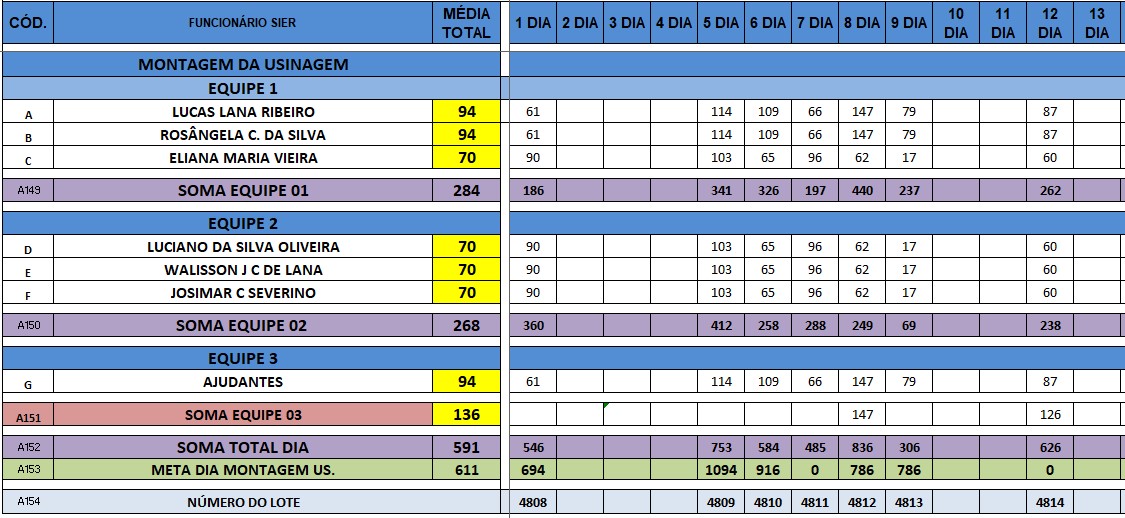 CÓD. FUNCIONÁRIO SIER MÉDIA TOTAL 1 DIA 2 DIA 3 DIA 4 DIA 5 DIA 6 DIA 7 DIA 8 DIA 9 DIA 10 DIA 11 DIA 12 DIA 13 DIA
MONTAGEM DA USINAGEM
EQUIPE 1
A LUCAS LANA RIBEIRO 94 61 114 109 66 147 79 87
B ROSÂNGELA C. DA SILVA 94 61 114 109 66 147 79 87
C ELIANA MARIA VIEIRA 70 90 103 65 96 62 17 60
A149 SOMA EQUIPE 01 284 186 341 326 197 440 237 262
EQUIPE 2
D LUCIANO DA SILVA OLIVEIRA 70 90 103 65 96 62 17 60
E WALISSON J C DE LANA 70 90 103 65 96 62 17 60
F JOSIMAR C SEVERINO 70 90 103 65 96 62 17 60
A150 SOMA EQUIPE 02 268 360 412 258 288 249 69 238
EQUIPE 3
G AJUDANTES 94 61 114 109 66 147 79 87
A151 SOMA EQUIPE 03 136 147 126
A152 SOMA TOTAL DIA 591 546 753 584 485 836 306 626
A153 META DIA MONTAGEM US. 611 694 1094 916 0 786 786 0
A154 NÚMERO DO LOTE 4808 4809 4810 4811 4812 4813 4814